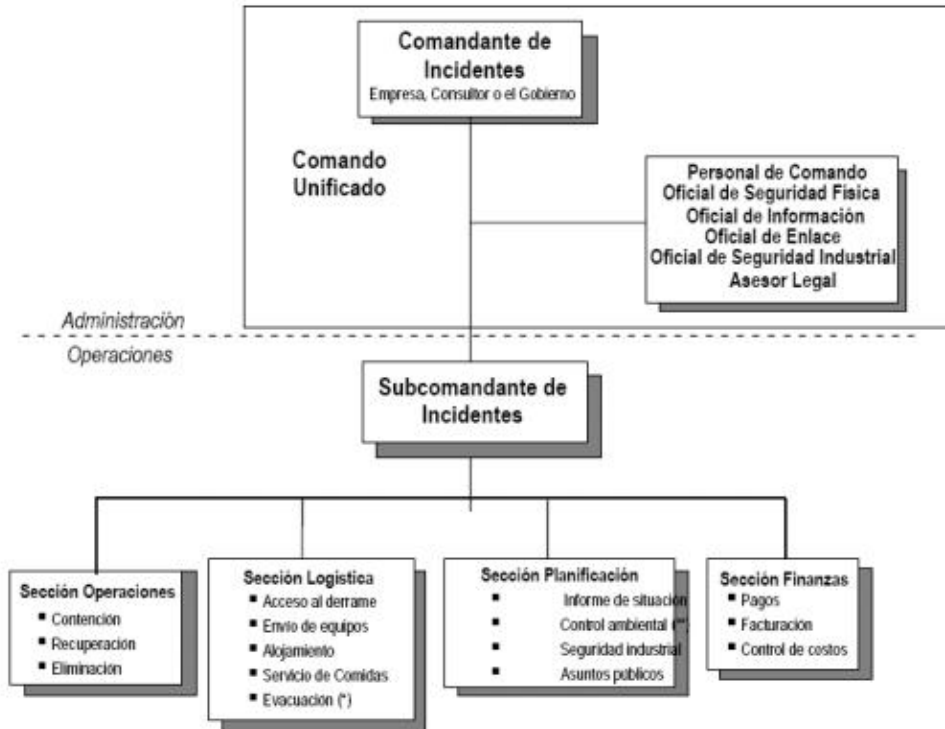 Comandante de
Incidentes
Empresa, Consultor o el Gobierno
Comando
Unificado
Personal de Comando
Oficial de Seguridad Física
Oficial de Información
Oficial de Enlace
Oficial de Seguridad Industrial
Asesor Legal
Administración
Operaciones
Subcomandante de
Incidentes
Sección Operaciones
▪ Contención
▪ Recuperación
▪ Eliminación
Sección Logística
▪ Acceso al derrame
▪ Envío de equipos
▪ Alojamiento
▪ Servicio de Comidas
▪ Evacuación (*)
Sección Planificación
▪ Informe de situación
▪ Control ambiental (**)
▪ Seguridad industrial
▪ Asuntos públicos
Sección Finanzas
▪ Pagos
▪ Facturación
▪ Control de costos